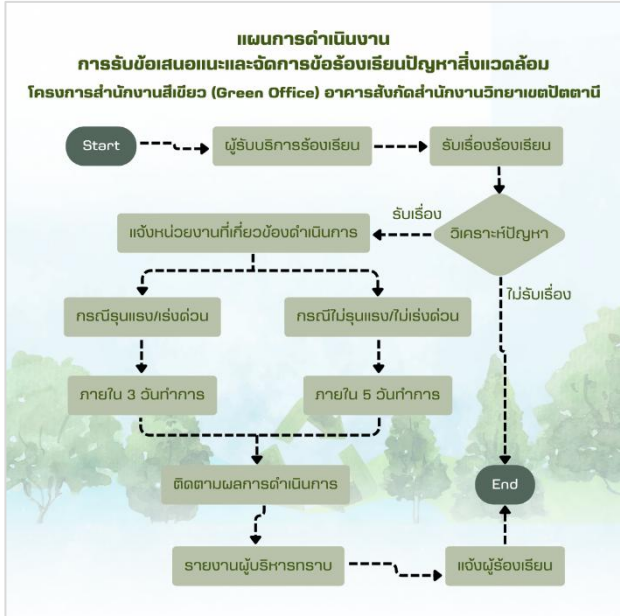 แผนการดำเนินงาน
การรับข้อเสนอแนะและจัดการข้อร้องเรียนปัญหาสิ่งแวดล้อม
โครงการสำนักงานสีเขียว (Green Office) อาคารสังกัดสำนักงานวิทยาเขตปัตตานี
Start
ผู้รับบริการร้องเรียน
รับเรื่องร้องเรียน
รับเรื่อง
แจ้งหน่วยงานที่เกี่ยวข้องดำเนินการ
วิเคราะห์ปัญหา
ไม่รับเรื่อง
กรณีรุนแรง/เร่งด่วน
กรณีไม่รุนแรง/ไม่เร่งด่วน
ภายใน 3 วันทำการ
ภายใน 5 วันทำการ
ติดตามผลการดำเนินการ
End
รายงานผู้บริหารทราบ
แจ้งผู้ร้องเรียน